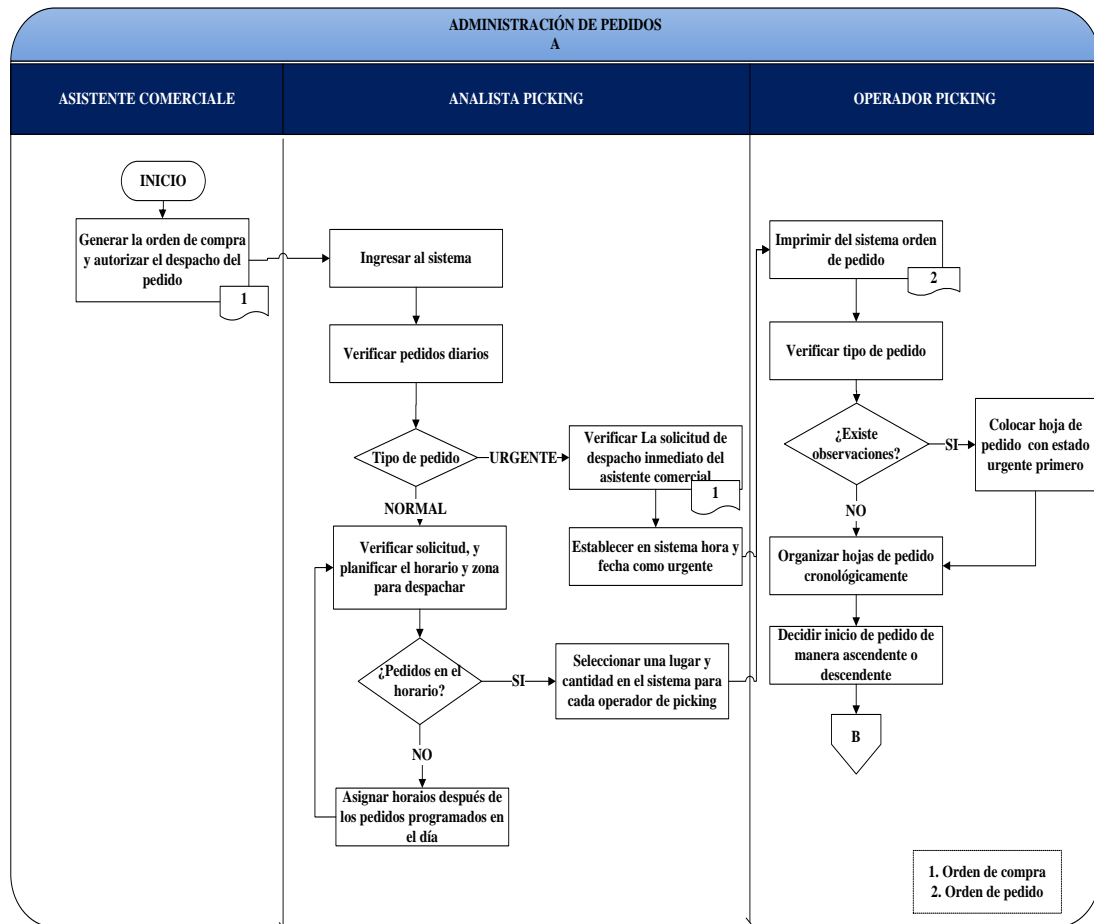 ADMINISTRACIÓN DE PEDIDOS
A
ASISTENTE COMERCIALE
ANALISTA PICKING
OPERADOR PICKING
INICIO
Generar la orden de compra
y autorizar el despacho del
pedido
1
Ingresar al sistema
Verificar pedidos diarios
Tipo de pedido
URGENTE
Verificar La solicitud de
despacho inmediato del
asistente comercial
1
Establecer en sistema hora y
fecha como urgente
NORMAL
Verificar solicitud, y
planificar el horario y zona
para despachar
¿Pedidos en el
horario?
SI
Seleccionar una lugar y
cantidad en el sistema para
cada operador de picking
NO
Asignar horaios después de
los pedidos programados en
el día
Imprimir del sistema orden
de pedido
2
Verificar tipo de pedido
¿Existe
observaciones?
SI
Colocar hoja de
pedido con estado
urgente primero
NO
Organizar hojas de pedido
cronológicamente
Decidir inicio de pedido de
manera ascendente o
descendente
B
1. Orden de compra
2. Orden de pedido